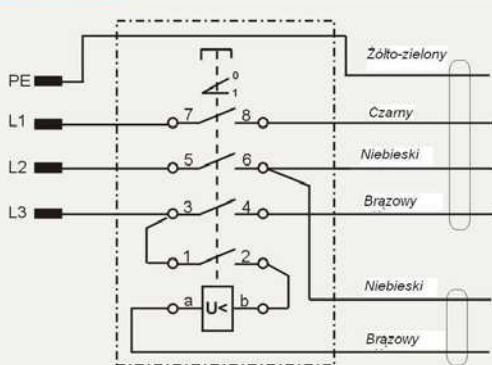 Żółto-zielony
PE
0
1
L1
7
8
Czarny
L2
5
6
Niebieski
L3
3
4
Brązowy
1
2
a
U<
b
Niebieski
Brązowy